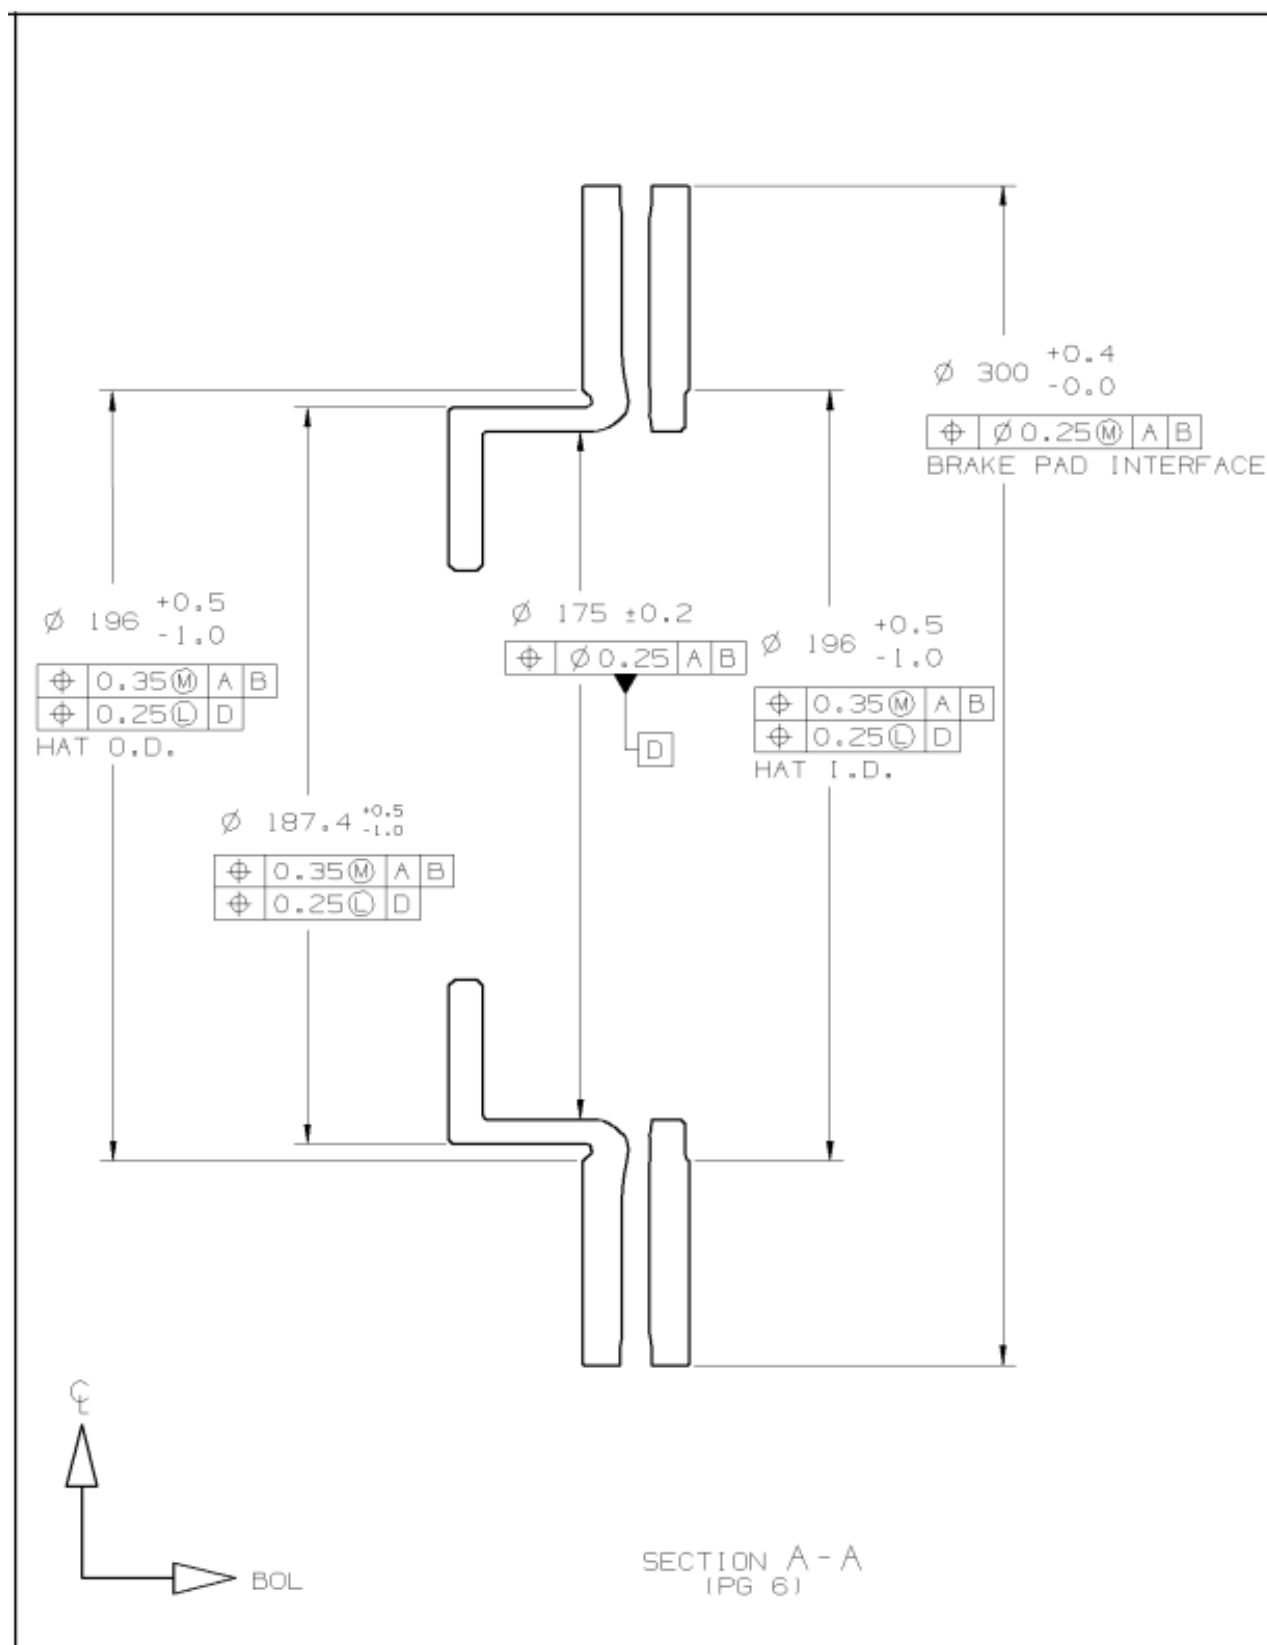 +0.4
Ø 300
-0.0
⌖ Ø0.25Ⓜ A B
BRAKE PAD INTERFACE
+0.5
Ø 196
-1.0
⌖ 0.35Ⓜ A B
⌖ 0.25Ⓛ D
HAT O.D.
Ø 175 ±0.2
⌖ Ø0.25 A B
D
+0.5
Ø 196
-1.0
⌖ 0.35Ⓜ A B
⌖ 0.25Ⓛ D
HAT I.D.
Ø 187.4 +0.5
-1.0
⌖ 0.35Ⓜ A B
⌖ 0.25Ⓛ D
℄
BOL
SECTION A-A
(PG 6)